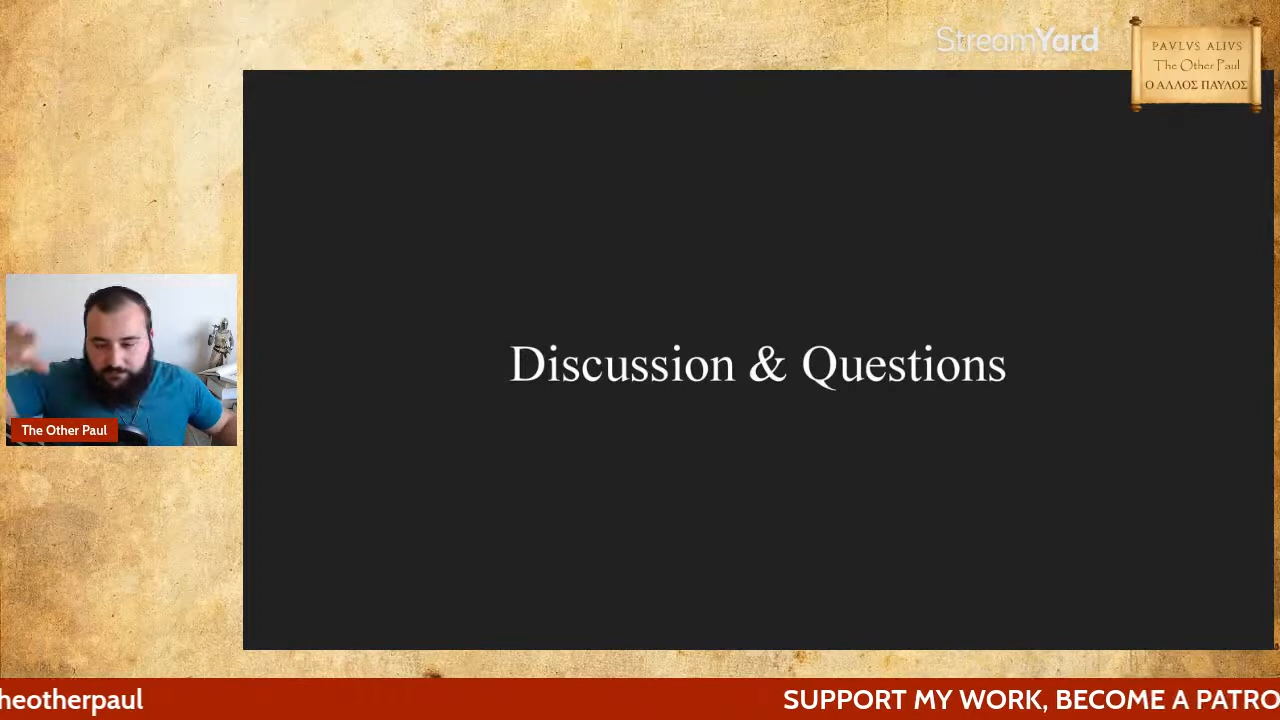 StreamYard
PAVLVS ALIVS
The Other Paul
Ο ΑΛΛΟΣ ΠΑΥΛΟΣ
Discussion & Questions
The Other Paul
heotherpaul
SUPPORT MY WORK, BECOME A PATRO